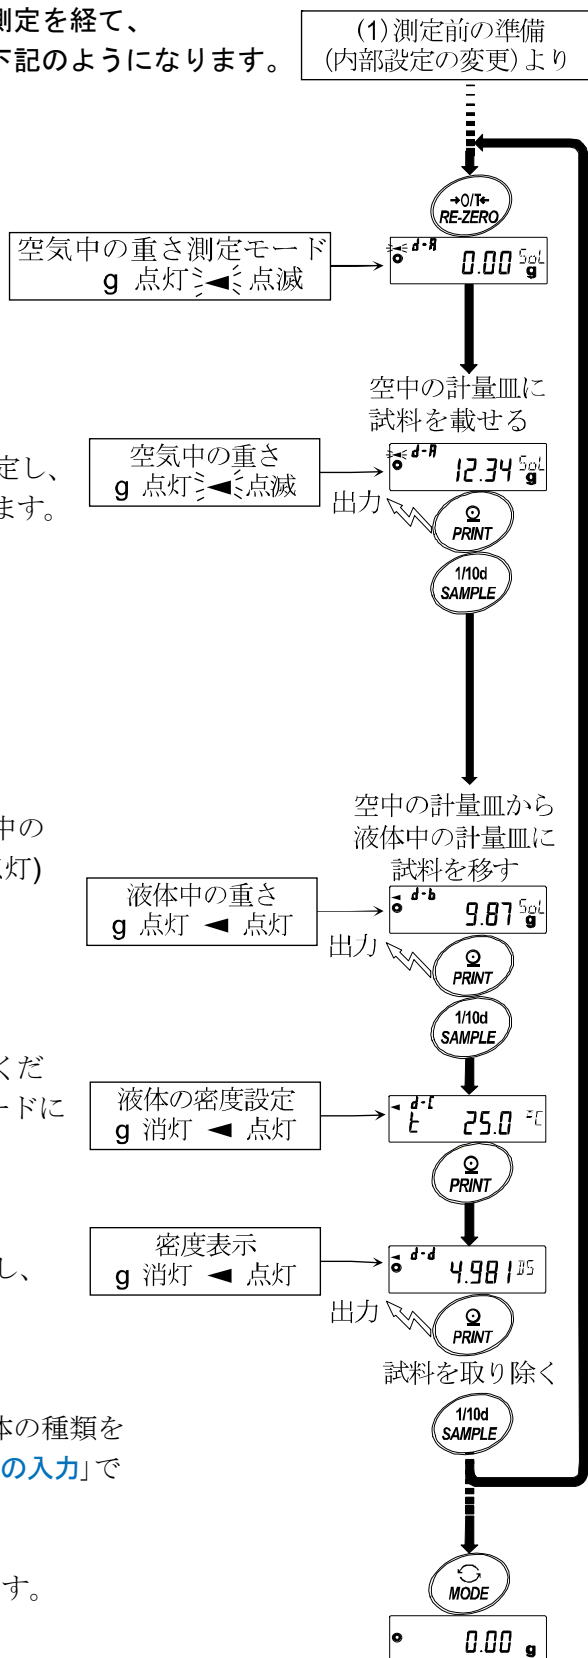 測定を経て、
下記のようになります。
(1)測定前の準備
(内部設定の変更)より
→0/T←
RE-ZERO
空気中の重さ測定モード
g 点灯 ◄ 点滅
d-A
0.00 Sol
g
空中の計量皿に
試料を載せる
定し、
ます。
空気中の重さ
g 点灯 ◄ 点滅
d-A
12.34 Sol
g
出力
PRINT
1/10d
SAMPLE
空中の計量皿から
液体中の計量皿に
試料を移す
中の
点灯)
液体中の重さ
g 点灯 ◄ 点灯
d-b
9.87 Sol
g
出力
PRINT
1/10d
SAMPLE
くだ
ードに
液体の密度設定
g 消灯 ◄ 点灯
d-C
t 25.0 ℃
PRINT
し、
密度表示
g 消灯 ◄ 点灯
d-d
4.981 DS
出力
PRINT
試料を取り除く
体の種類を
の入力」で
1/10d
SAMPLE
す。
MODE
0.00 g